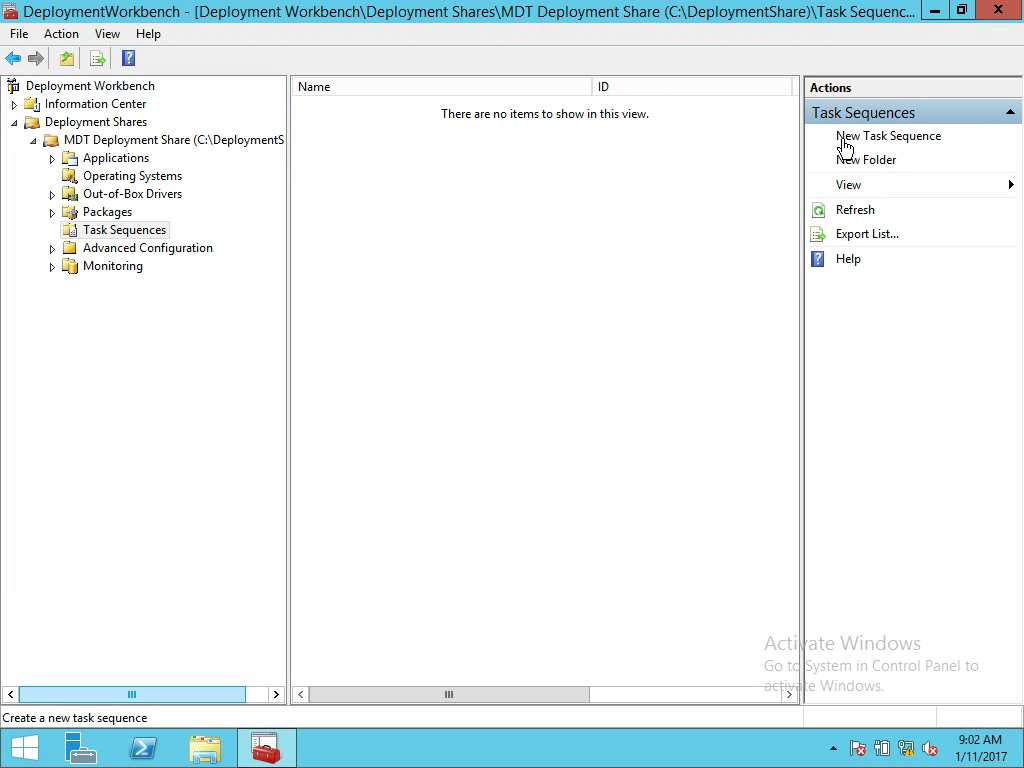 DeploymentWorkbench - [Deployment Workbench\Deployment Shares\MDT Deployment Share (C:\DeploymentShare)\Task Sequenc...
File Action View Help
Deployment Workbench
Information Center
Deployment Shares
MDT Deployment Share (C:\DeploymentS
Applications
Operating Systems
Out-of-Box Drivers
Packages
Task Sequences
Advanced Configuration
Monitoring
Name ID
There are no items to show in this view.
Actions
Task Sequences
New Task Sequence
New Folder
View
Refresh
Export List...
Help
Activate Windows
Go to System in Control Panel to
activate Windows.
Create a new task sequence
9:02 AM
1/11/2017